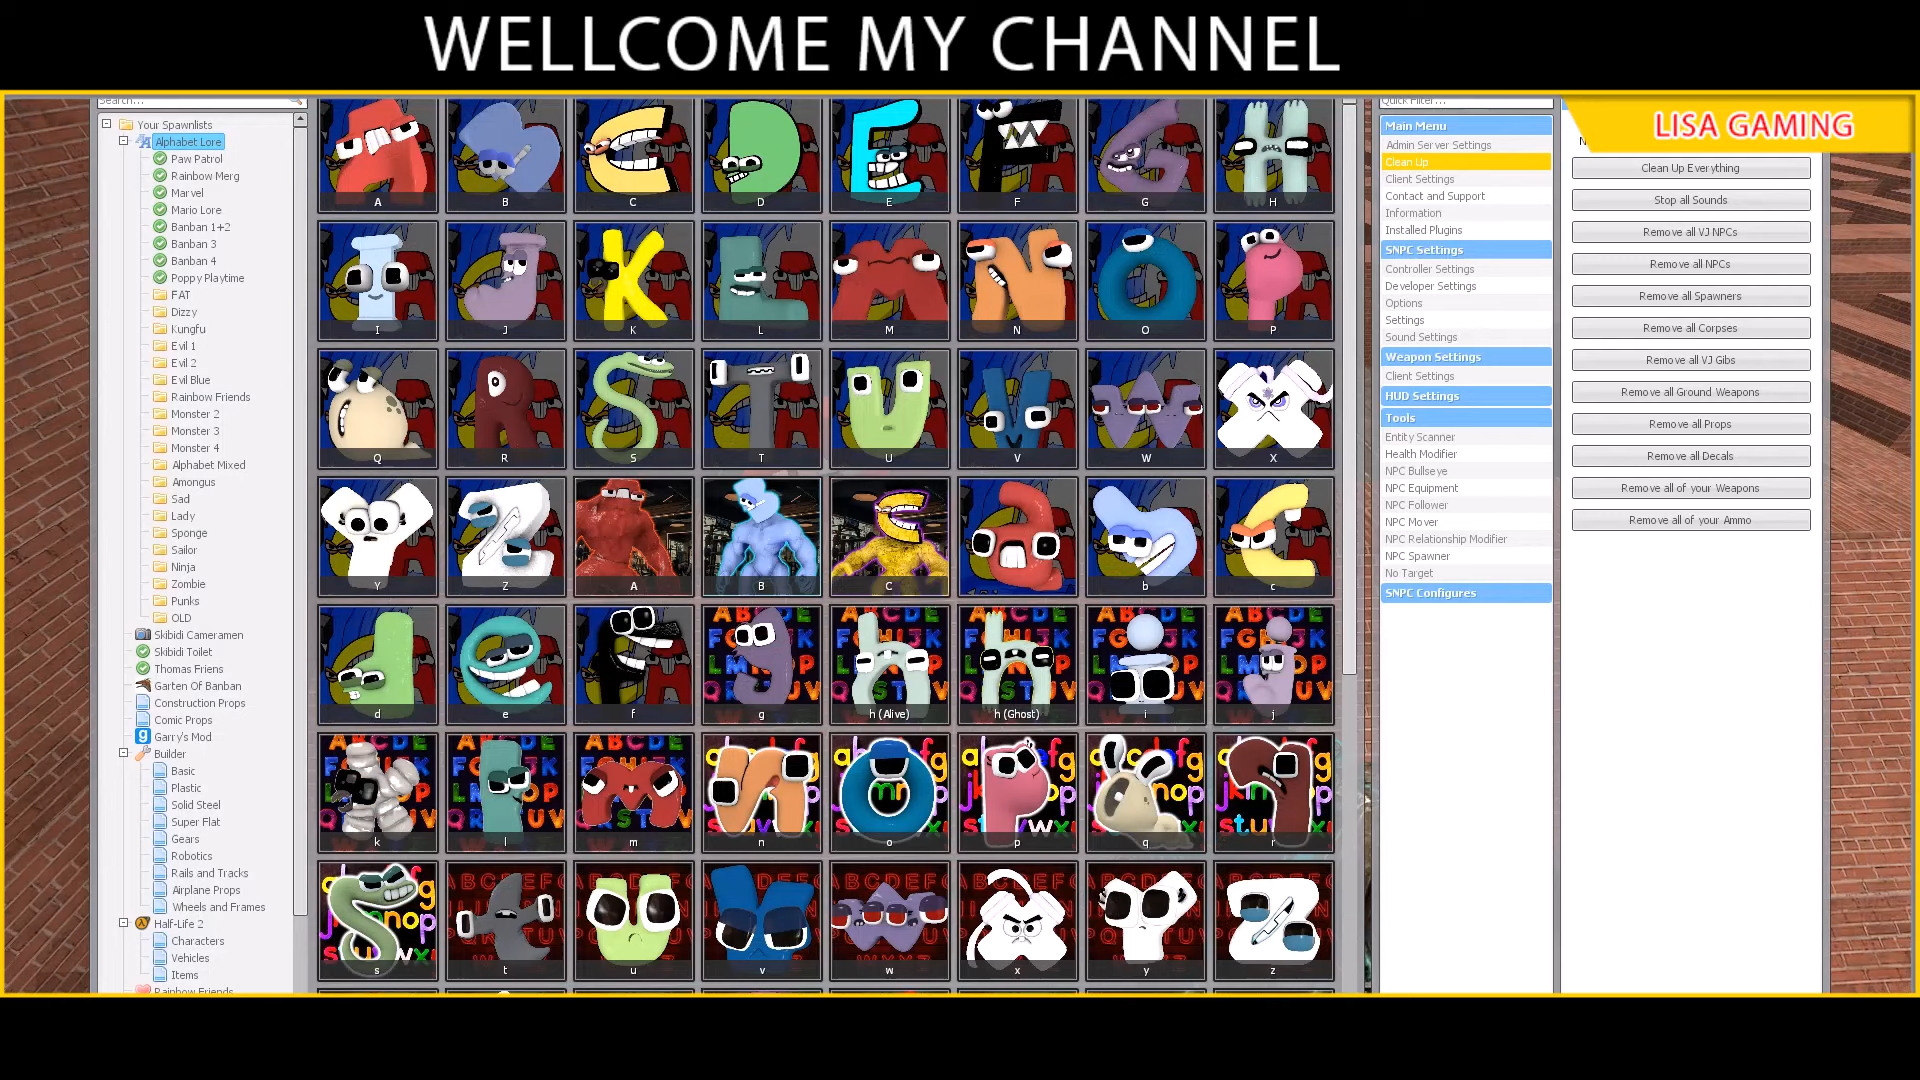 WELLCOME MY CHANNEL
LISA GAMING
Search...
Your Spawnlists
Alphabet Lore
Paw Patrol
Rainbow Merg
Marvel
Mario Lore
Banban 1+2
Banban 3
Banban 4
Poppy Playtime
FAT
Dizzy
Kungfu
Evil 1
Evil 2
Evil Blue
Rainbow Friends
Monster 2
Monster 3
Monster 4
Alphabet Mixed
Amongus
Sad
Lady
Sponge
Sailor
Ninja
Zombie
Punks
OLD
Skibidi Cameramen
Skibidi Toilet
Thomas Friens
Garten Of Banban
Construction Props
Comic Props
Garry's Mod
Builder
Basic
Plastic
Solid Steel
Super Flat
Gears
Robotics
Rails and Tracks
Airplane Props
Wheels and Frames
Half-Life 2
Characters
Vehicles
Items
Rainbow Friends
A B C D E F G H
I J K L M N O P
Q R S T U V W X
Y Z A B C a b c
d e f g h (Alive) h (Ghost) i j
k l m n o p q r
s t u v w x y z
Quick Filter...
Main Menu
Admin Server Settings
Clean Up
Client Settings
Contact and Support
Information
Installed Plugins
SNPC Settings
Controller Settings
Developer Settings
Options
Settings
Sound Settings
Weapon Settings
Client Settings
HUD Settings
Tools
Entity Scanner
Health Modifier
NPC Bullseye
NPC Equipment
NPC Follower
NPC Mover
NPC Relationship Modifier
NPC Spawner
No Target
SNPC Configures
Clean Up Everything
Stop all Sounds
Remove all VJ NPCs
Remove all NPCs
Remove all Spawners
Remove all Corpses
Remove all VJ Gibs
Remove all Ground Weapons
Remove all Props
Remove all Decals
Remove all of your Weapons
Remove all of your Ammo